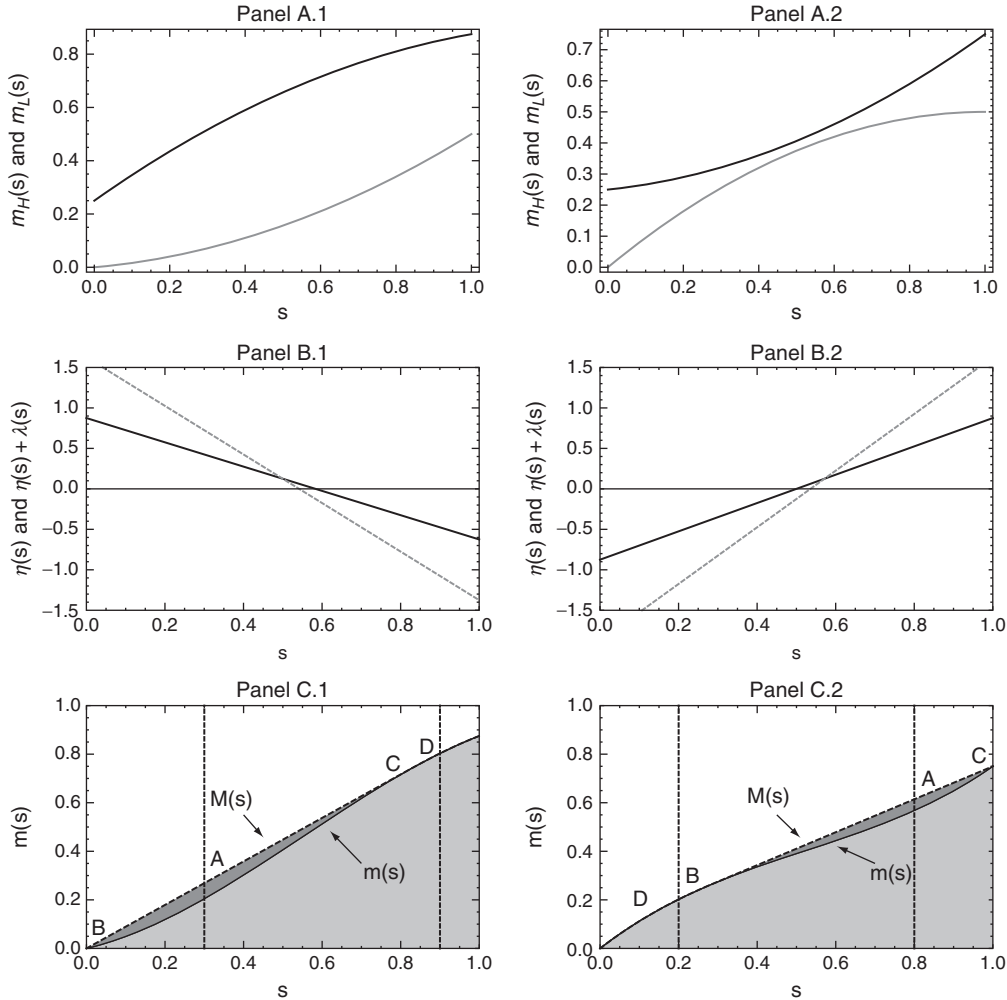 Panel A.1
m_H(s) and m_L(s)
0.8
0.6
0.4
0.2
0.0
0.0 0.2 0.4 0.6 0.8 1.0
s
Panel A.2
m_H(s) and m_L(s)
0.7
0.6
0.5
0.4
0.3
0.2
0.1
0.0
0.0 0.2 0.4 0.6 0.8 1.0
s
Panel B.1
η(s) and η(s) + λ(s)
1.5
1.0
0.5
0.0
−0.5
−1.0
−1.5
0.0 0.2 0.4 0.6 0.8 1.0
s
Panel B.2
η(s) and η(s) + λ(s)
1.5
1.0
0.5
0.0
−0.5
−1.0
−1.5
0.0 0.2 0.4 0.6 0.8 1.0
s
Panel C.1
m(s)
1.0
0.8
0.6
0.4
0.2
0.0
D
C
M(s)
A
m(s)
B
0.0 0.2 0.4 0.6 0.8 1.0
s
Panel C.2
m(s)
1.0
0.8
0.6
0.4
0.2
0.0
C
A
M(s)
B
m(s)
D
0.0 0.2 0.4 0.6 0.8 1.0
s